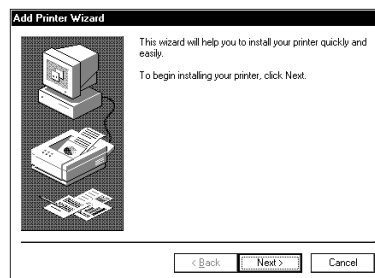 Add Printer Wizard
This wizard will help you to install your printer quickly and
easily.
To begin installing your printer, click Next.
< Back
Next >
Cancel